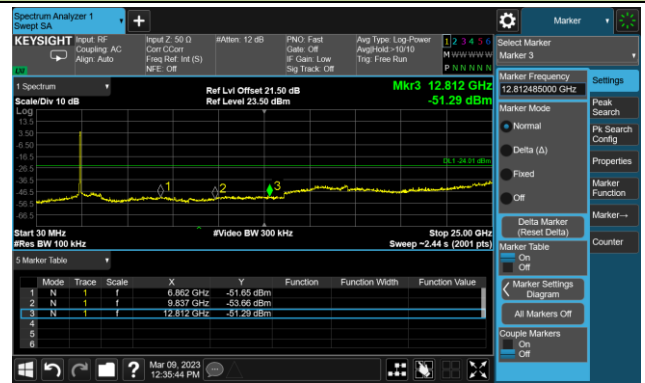 Spectrum Analyzer 1
Swept SA
Marker
KEYSIGHT
Input: RF
Coupling: AC
Align: Auto
Input Z: 50 Ω
Corr CCorr
Freq Ref: Int (S)
NFE: Off
#Atten: 12 dB
PNO: Fast
Gate: Off
IF Gain: Low
Sig Track: Off
Avg Type: Log-Power
Avg|Hold:>10/10
Trig: Free Run
1 2 3 4 5 6
M W W W W W
P N N N N N
LXI
Select Marker
Marker 3
1 Spectrum
Scale/Div 10 dB
Ref Lvl Offset 21.50 dB
Ref Level 23.50 dBm
Mkr3 12.812 GHz
-51.29 dBm
Log
13.5
3.50
-6.50
-16.5
-26.5
-36.5
-46.5
-56.5
-66.5
DL1 -24.01 dBm
1
2
3
Start 30 MHz
#Res BW 100 kHz
#Video BW 300 kHz
Stop 25.00 GHz
Sweep ~2.44 s (2001 pts)
5 Marker Table
Mode Trace Scale X Y Function Function Width Function Value
1 N 1 f 6.862 GHz -51.65 dBm
2 N 1 f 9.837 GHz -53.66 dBm
3 N 1 f 12.812 GHz -51.29 dBm
4
5
6
Marker Frequency
12.812485000 GHz
Marker Mode
Normal
Delta (Δ)
Fixed
Off
Delta Marker
(Reset Delta)
Marker Table
On
Off
Marker Settings
Diagram
All Markers Off
Couple Markers
On
Off
Settings
Peak
Search
Pk Search
Config
Properties
Marker
Function
Marker→
Counter
?
Mar 09, 2023
12:35:44 PM